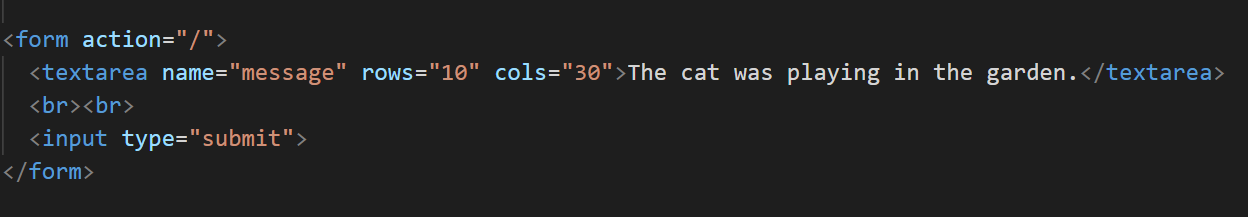 <form action="/">
<textarea name="message" rows="10" cols="30">The cat was playing in the garden.</textarea>
<br><br>
<input type="submit">
</form>